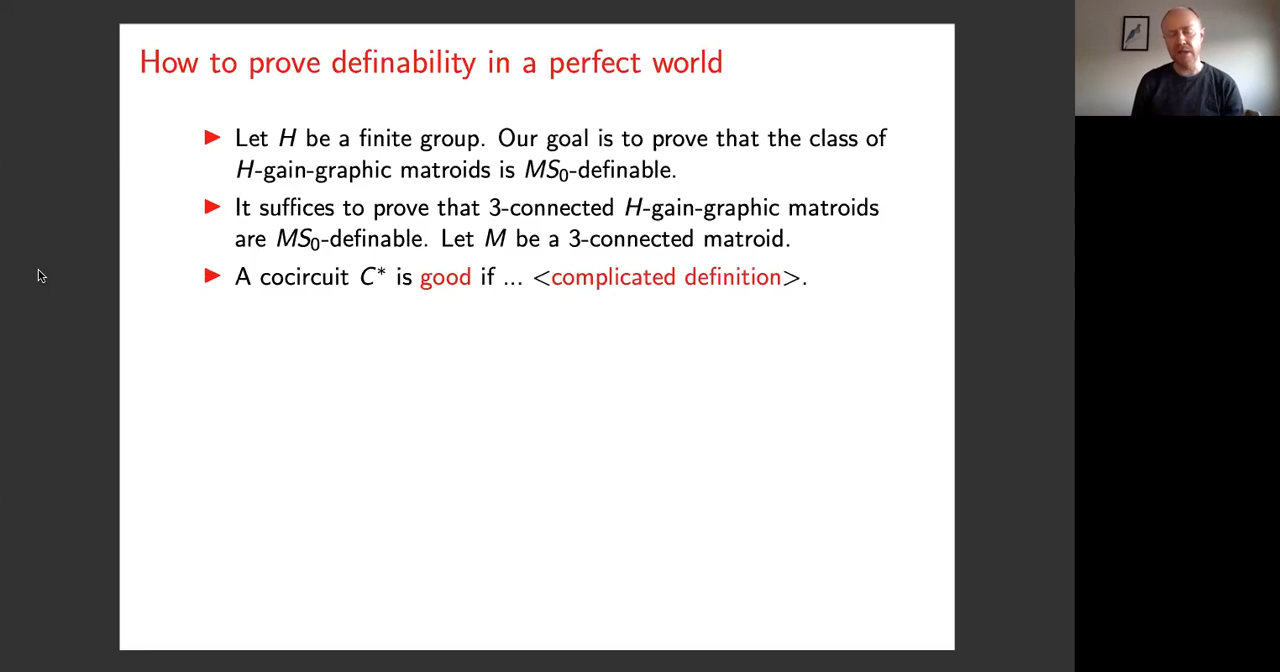 How to prove definability in a perfect world
▶ Let H be a finite group. Our goal is to prove that the class of
H-gain-graphic matroids is MS₀-definable.
▶ It suffices to prove that 3-connected H-gain-graphic matroids
are MS₀-definable. Let M be a 3-connected matroid.
▶ A cocircuit C* is good if ... <complicated definition>.